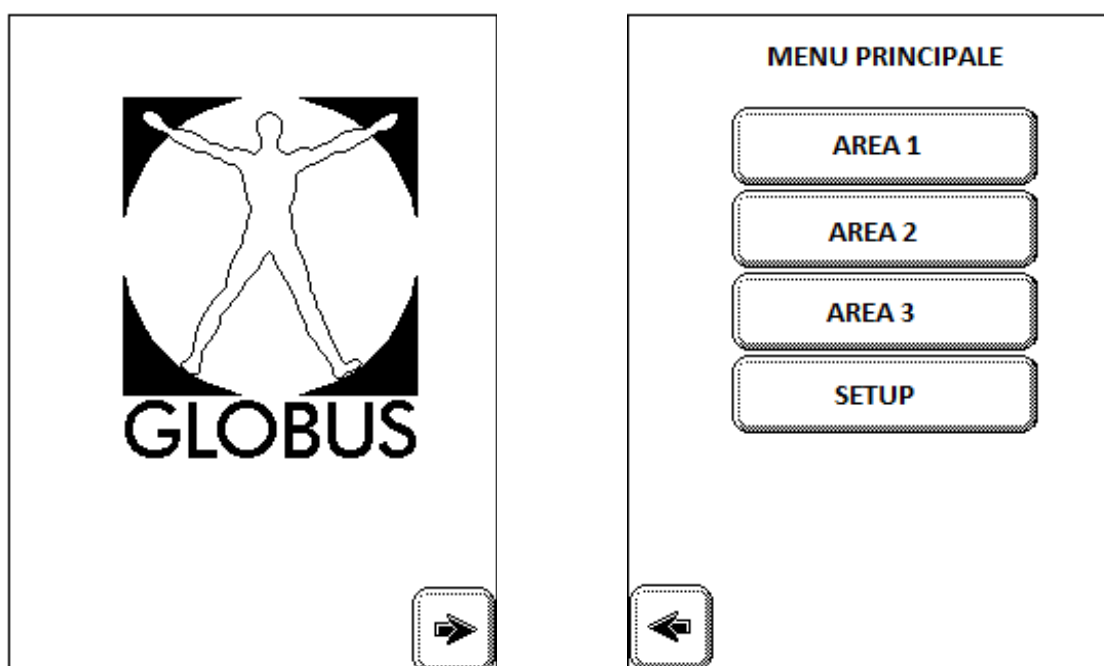 GLOBUS
MENU PRINCIPALE
AREA 1
AREA 2
AREA 3
SETUP